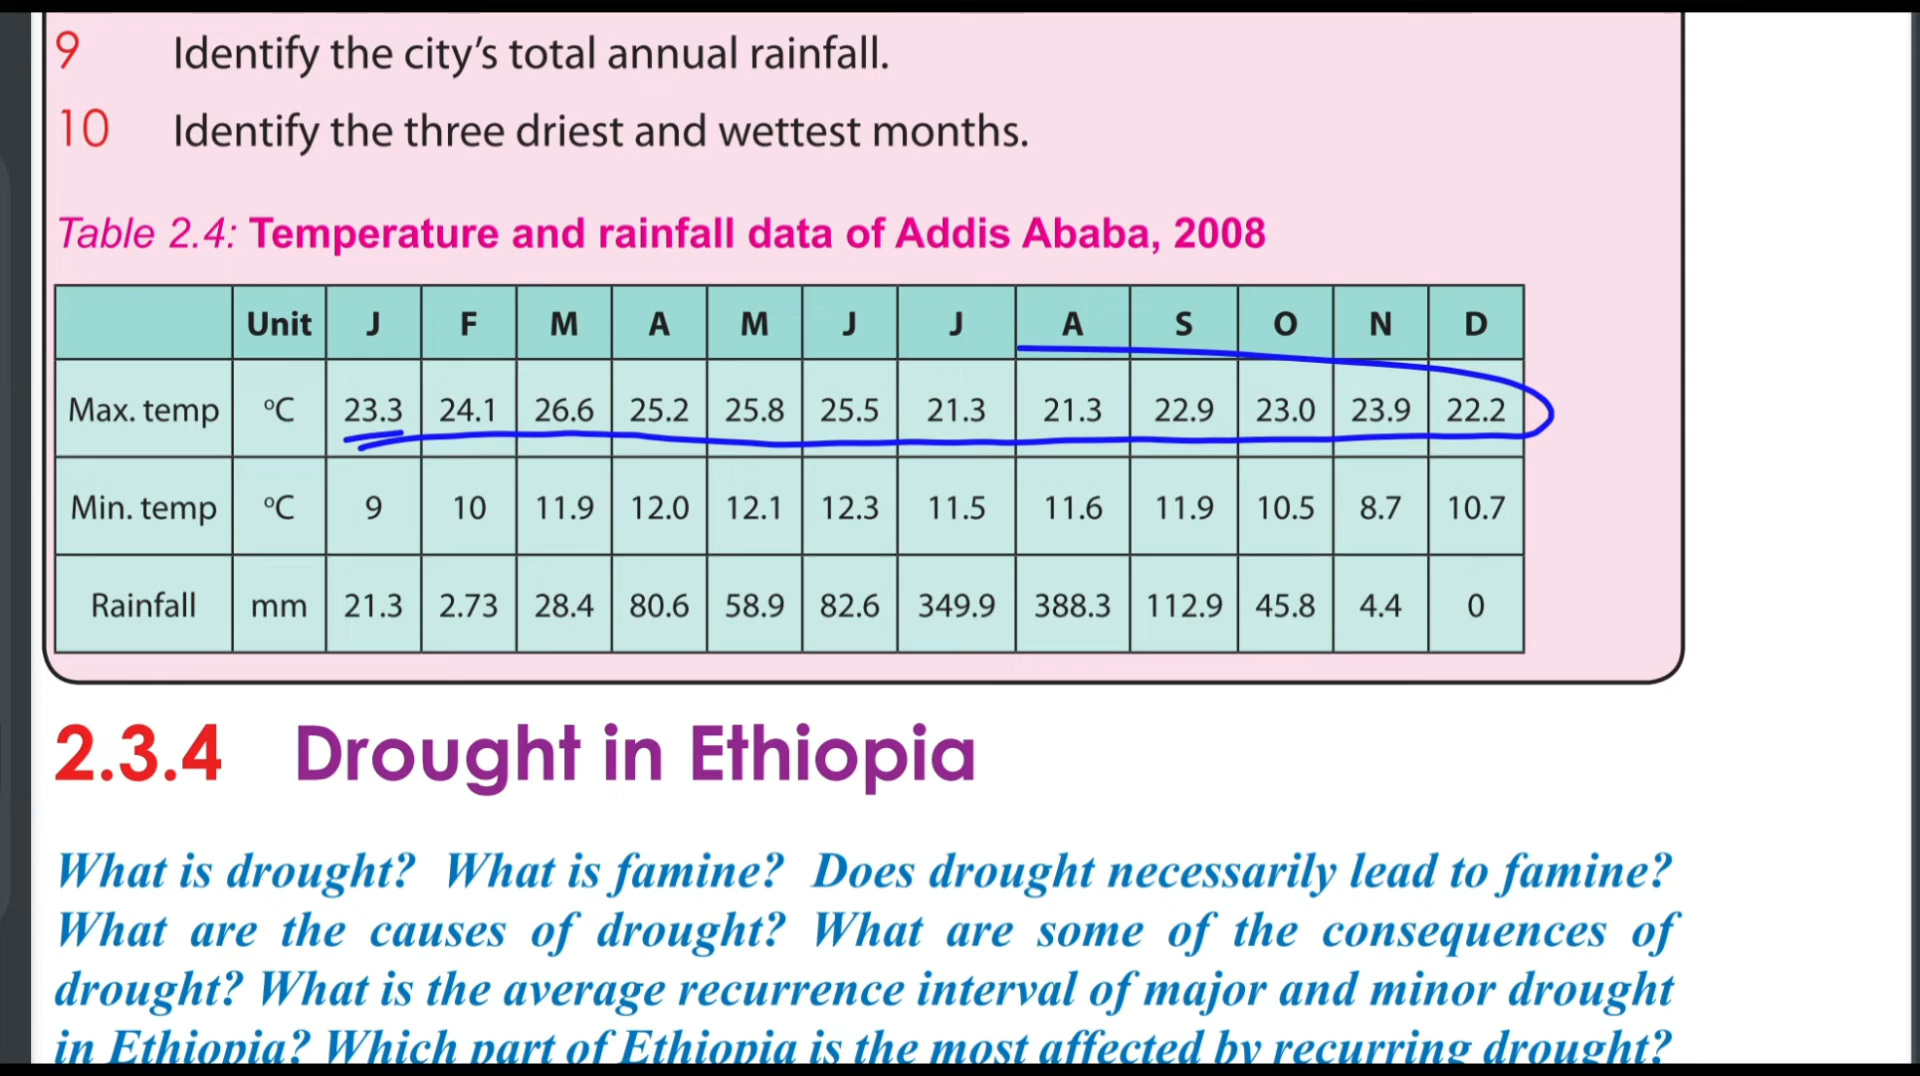 9 Identify the city's total annual rainfall.
10 Identify the three driest and wettest months.
Table 2.4: Temperature and rainfall data of Addis Ababa, 2008
Unit J F M A M J J A S O N D
Max. temp ºC 23.3 24.1 26.6 25.2 25.8 25.5 21.3 21.3 22.9 23.0 23.9 22.2
Min. temp ºC 9 10 11.9 12.0 12.1 12.3 11.5 11.6 11.9 10.5 8.7 10.7
Rainfall mm 21.3 2.73 28.4 80.6 58.9 82.6 349.9 388.3 112.9 45.8 4.4 0
2.3.4 Drought in Ethiopia
What is drought? What is famine? Does drought necessarily lead to famine?
What are the causes of drought? What are some of the consequences of
drought? What is the average recurrence interval of major and minor drought
in Ethiopia? Which part of Ethiopia is the most affected by recurring drought?